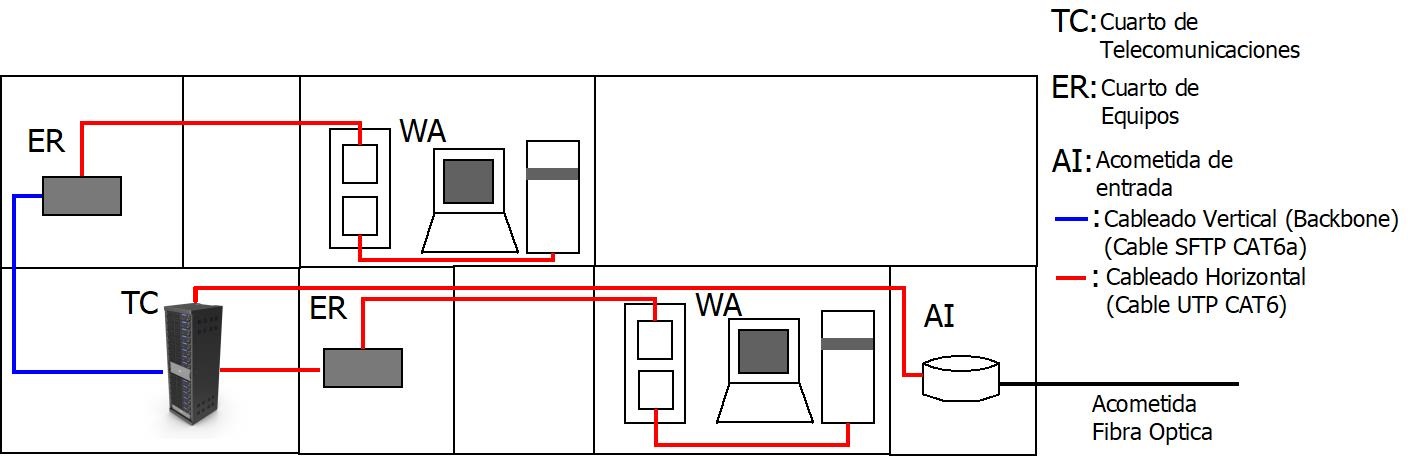 TC: Cuarto de
Telecomunicaciones
ER: Cuarto de
Equipos
AI: Acometida de
entrada
: Cableado Vertical (Backbone)
(Cable SFTP CAT6a)
: Cableado Horizontal
(Cable UTP CAT6)
ER
WA
TC
ER
WA
AI
Acometida
Fibra Optica